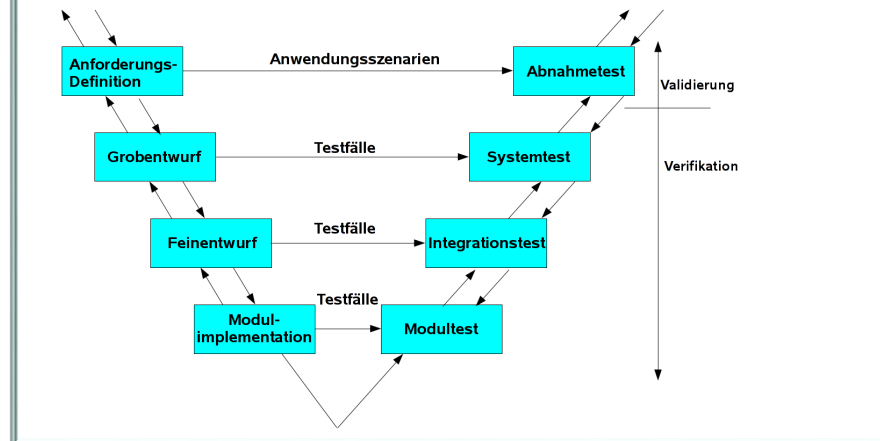 Anforderungs-
Definition
Anwendungsszenarien
Abnahmetest
Validierung
Grobentwurf
Testfälle
Systemtest
Verifikation
Feinentwurf
Testfälle
Integrationstest
Modul-
implementation
Testfälle
Modultest